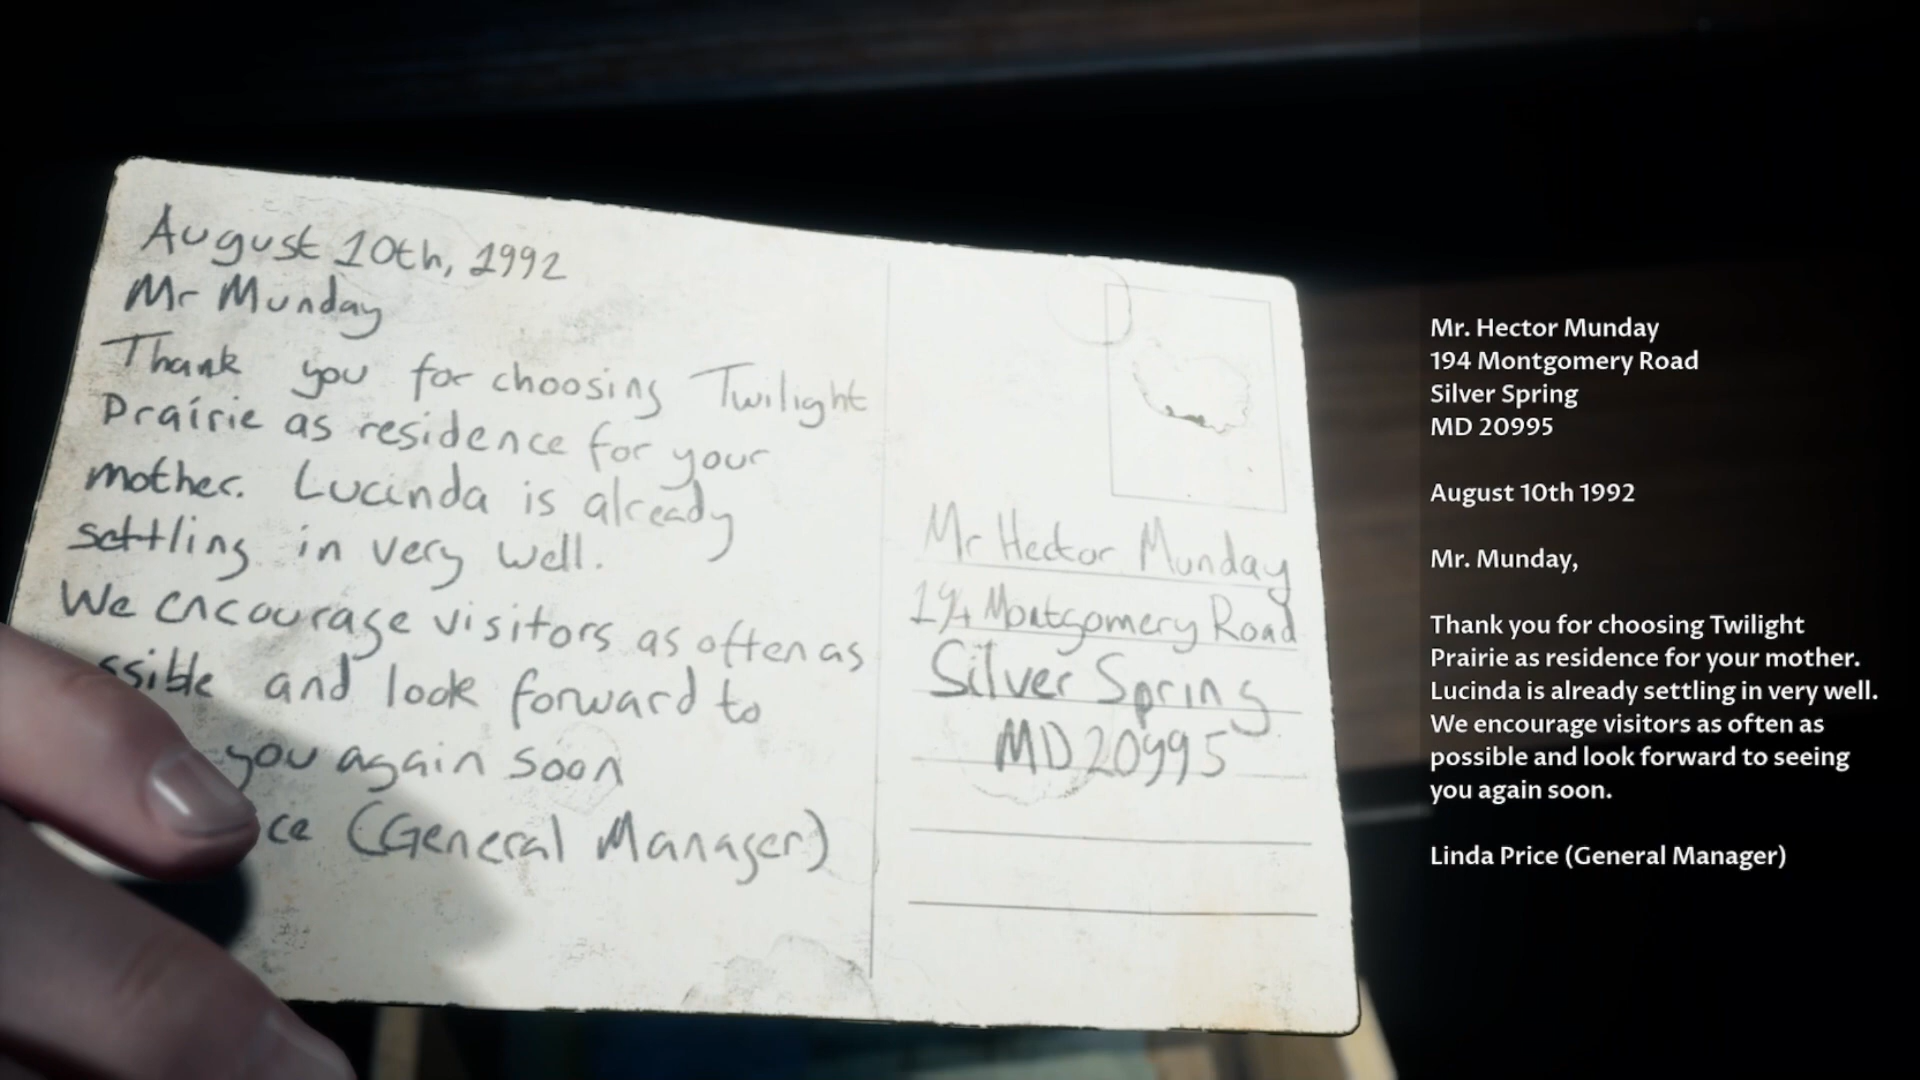 August 10th, 1992
Mr Munday
Thank you for choosing Twilight
Prairie as residence for your
mother. Lucinda is already
settling in very well.
We encourage visitors as often as
ssible and look forward to
you again soon
ce (General Manager)
Mr Hector Munday
194 Montgomery Road
Silver Spring
MD 20995
Mr. Hector Munday
194 Montgomery Road
Silver Spring
MD 20995
August 10th 1992
Mr. Munday,
Thank you for choosing Twilight
Prairie as residence for your mother.
Lucinda is already settling in very well.
We encourage visitors as often as
possible and look forward to seeing
you again soon.
Linda Price (General Manager)